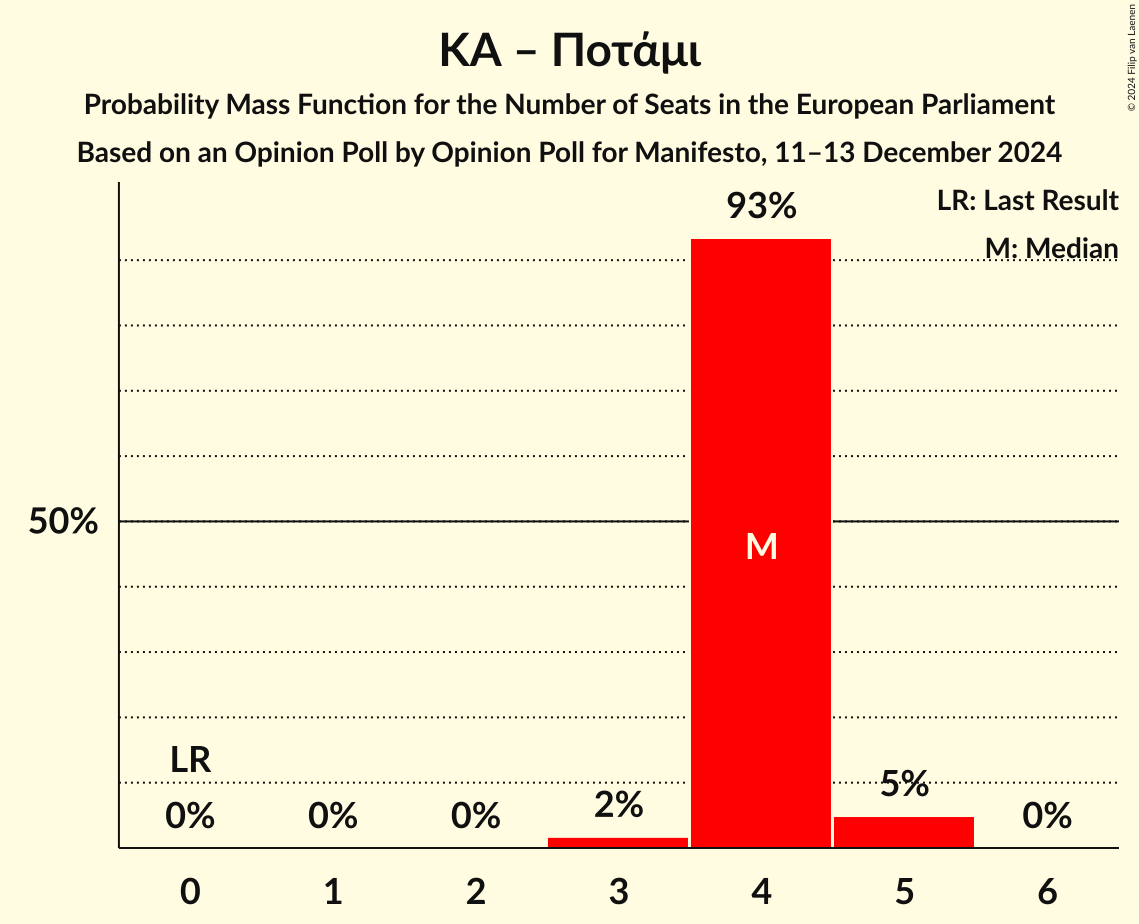 ΚΑ – Ποτάμι
Probability Mass Function for the Number of Seats in the European Parliament
Based on an Opinion Poll by Opinion Poll for Manifesto, 11–13 December 2024
© 2024 Filip van Laenen
LR: Last Result
M: Median
93%
50%
M
LR
0%
0%
0%
2%
5%
0%
0 1 2 3 4 5 6